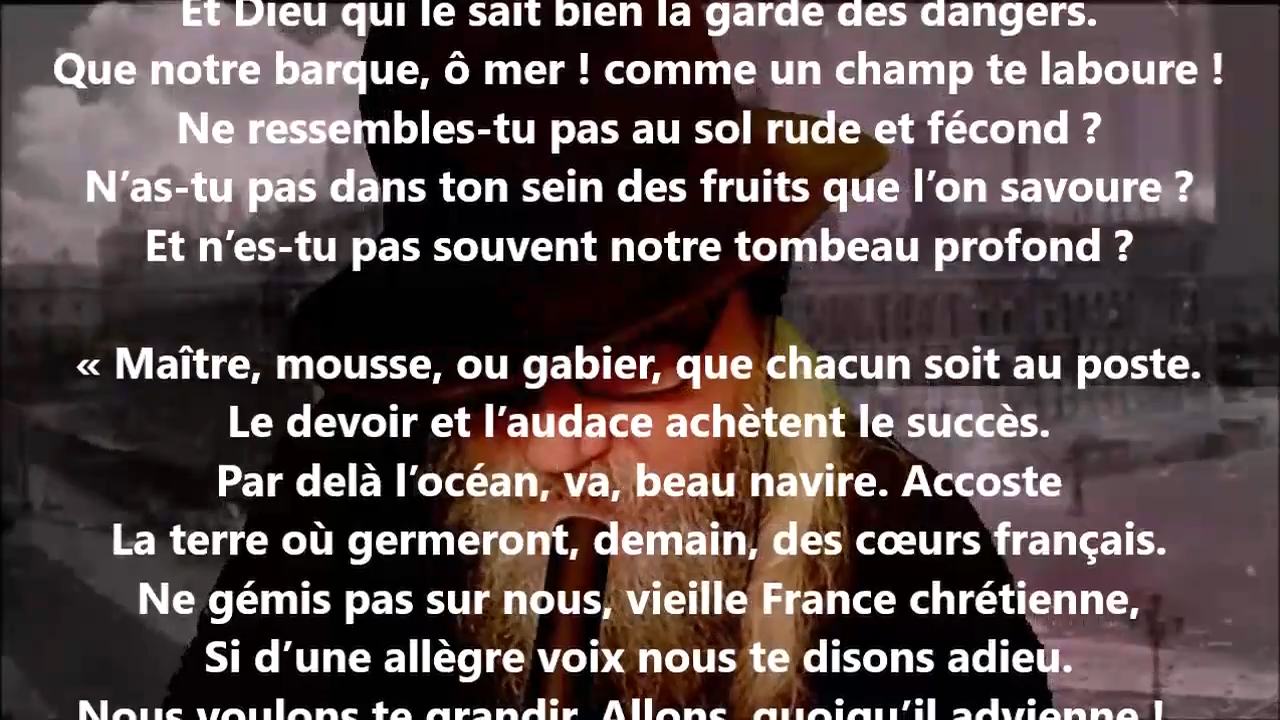 Et Dieu qui le sait bien la garde des dangers.
Que notre barque, ô mer ! comme un champ te laboure !
Ne ressembles-tu pas au sol rude et fécond ?
N’as-tu pas dans ton sein des fruits que l’on savoure ?
Et n’es-tu pas souvent notre tombeau profond ?
« Maître, mousse, ou gabier, que chacun soit au poste.
Le devoir et l’audace achètent le succès.
Par delà l’océan, va, beau navire. Accoste
La terre où germeront, demain, des cœurs français.
Ne gémis pas sur nous, vieille France chrétienne,
Si d’une allègre voix nous te disons adieu.
Nous voulons te grandir. Allons, quoiqu’il advienne !